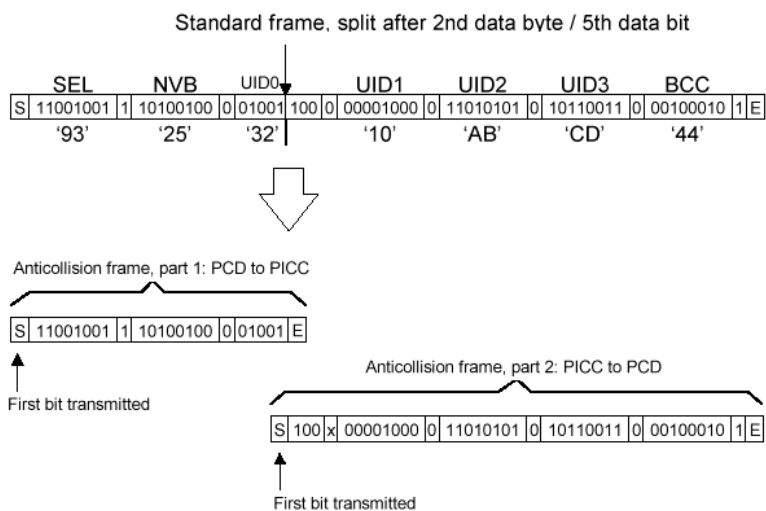 Standard frame, split after 2nd data byte / 5th data bit
SEL NVB UID0 UID1 UID2 UID3 BCC
S 11001001 1 10100100 0 01001 100 0 00001000 0 11010101 0 10110011 0 00100010 1 E
‘93’ ‘25’ ‘32’ ‘10’ ‘AB’ ‘CD’ ‘44’
Anticollision frame, part 1: PCD to PICC
S 11001001 1 10100100 0 01001 E
First bit transmitted
Anticollision frame, part 2: PICC to PCD
S 100 x 00001000 0 11010101 0 10110011 0 00100010 1 E
First bit transmitted